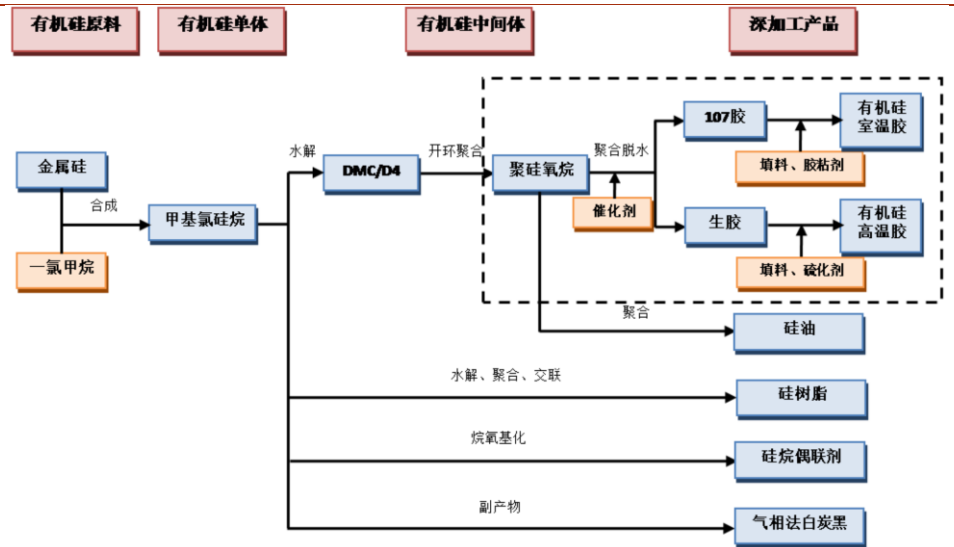 有机硅原料
有机硅单体
有机硅中间体
深加工产品
金属硅
合成
一氯甲烷
甲基氯硅烷
水解
DMC/D4
开环聚合
聚硅氧烷
聚合脱水
催化剂
107胶
填料、胶粘剂
有机硅
室温胶
生胶
填料、硫化剂
有机硅
高温胶
聚合
硅油
水解、聚合、交联
硅树脂
烷氧基化
硅烷偶联剂
副产物
气相法白炭黑